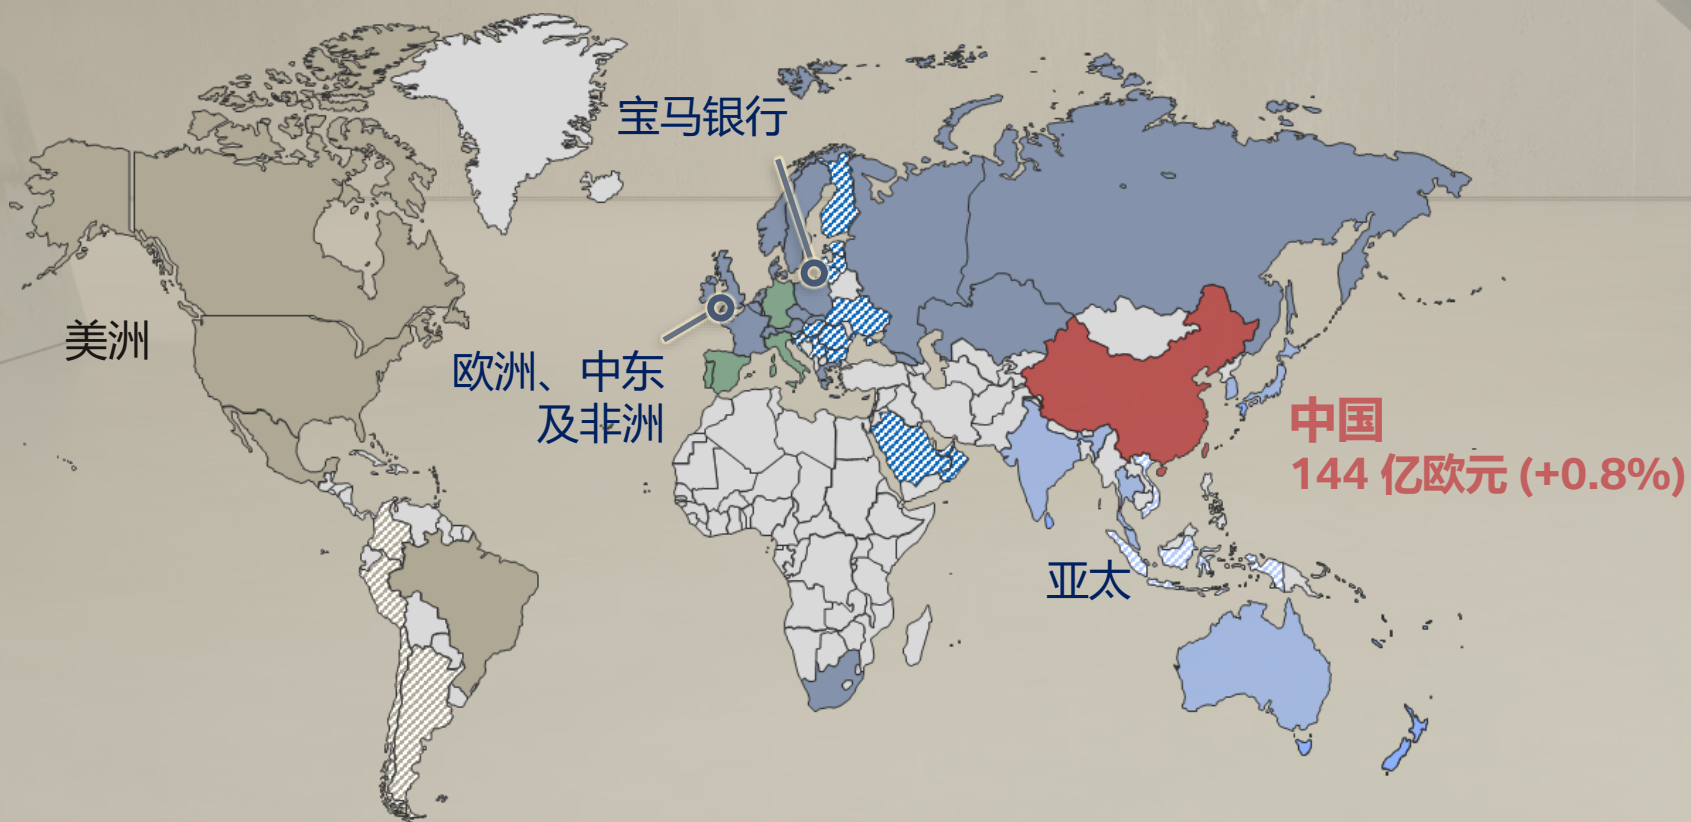 宝马银行
美洲
欧洲、中东
及非洲
中国
144 亿欧元 (+0.8%)
亚太